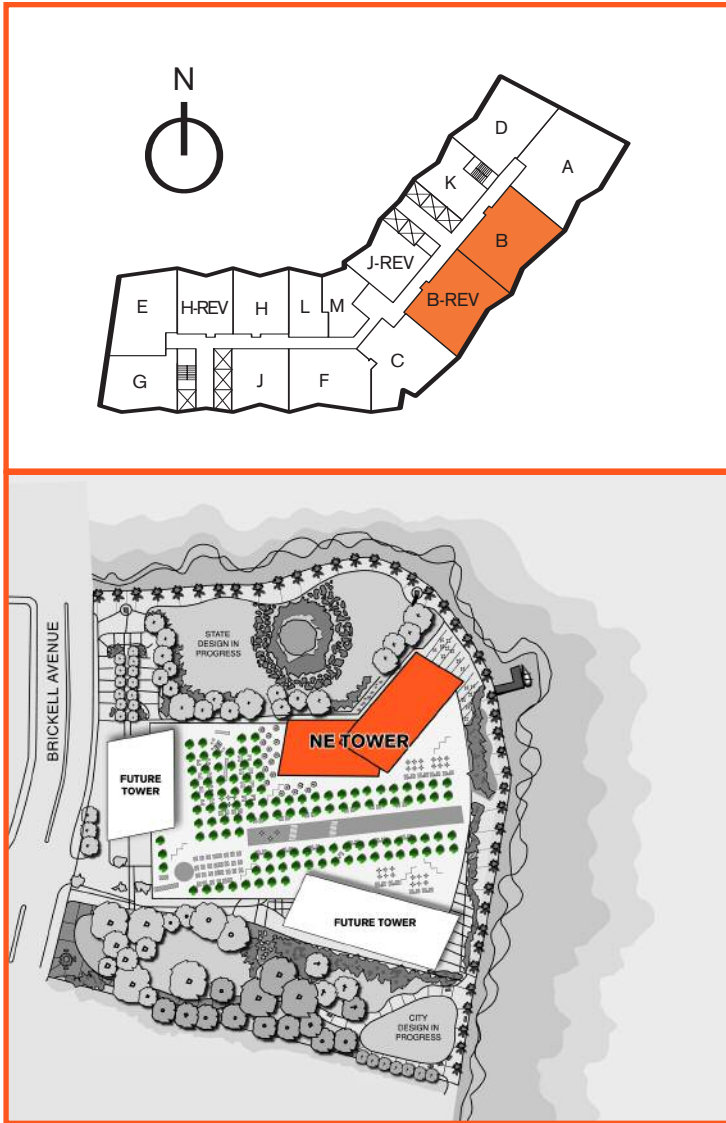 N
D
A
K
B
J-REV
B-REV
E
H-REV
H
L
M
C
G
J
F
BRICKELL AVENUE
STATE
DESIGN IN
PROGRESS
NE TOWER
FUTURE
TOWER
FUTURE TOWER
CITY
DESIGN IN
PROGRESS